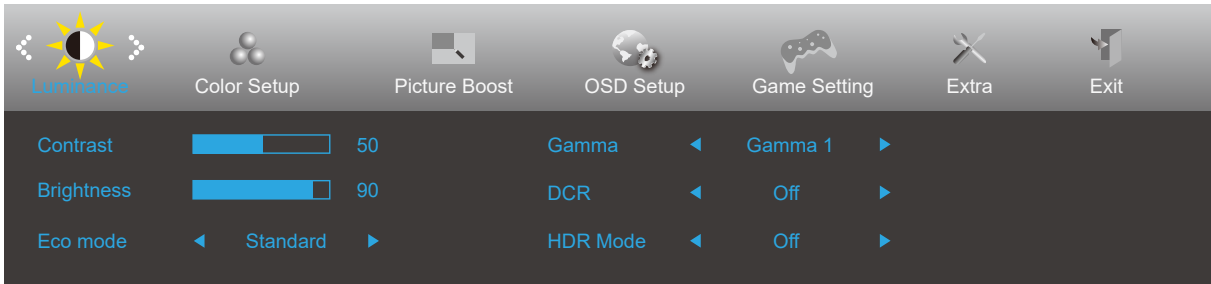 Luminance Color Setup Picture Boost OSD Setup Game Setting Extra Exit
Contrast 50 Gamma Gamma 1
Brightness 90 DCR Off
Eco mode Standard HDR Mode Off